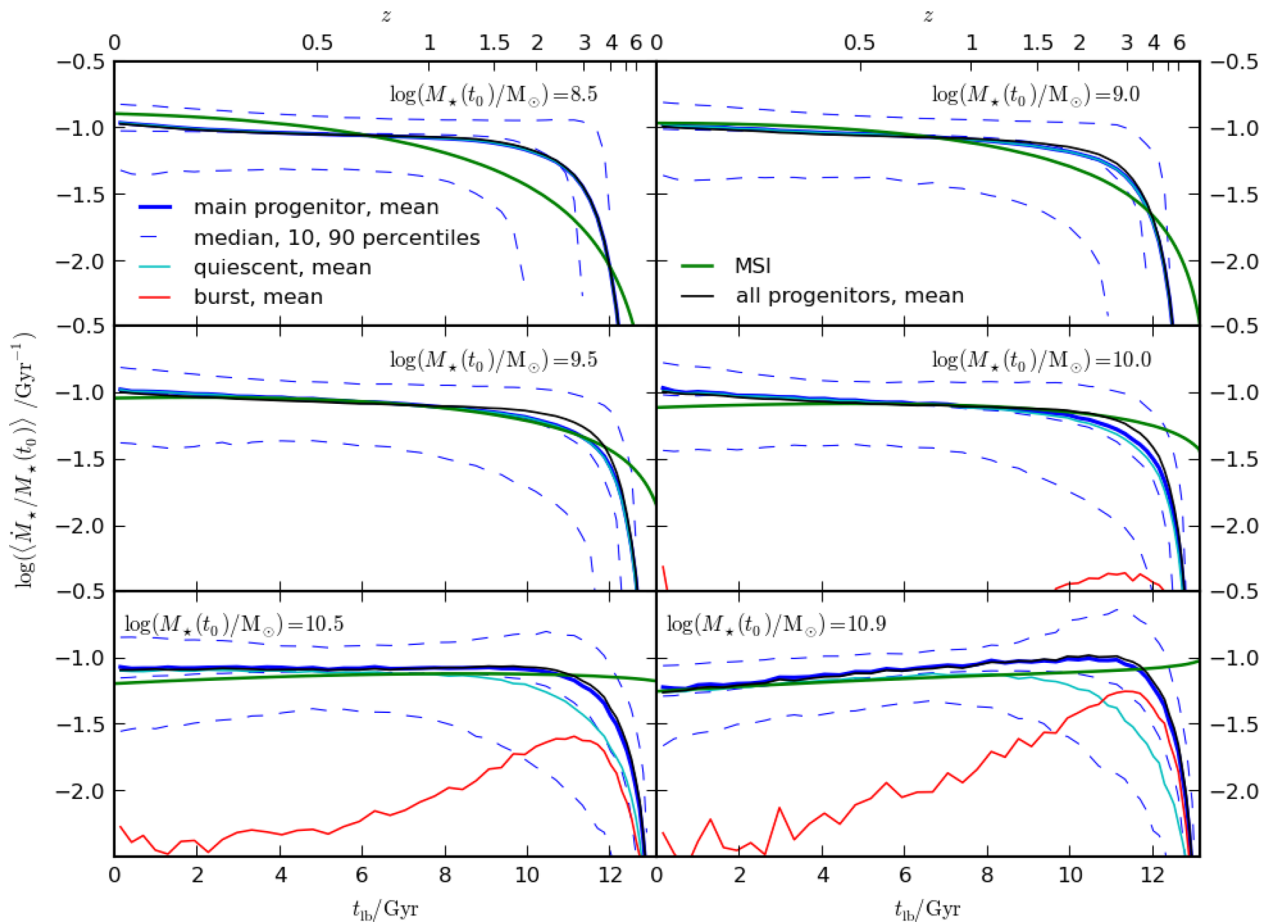 z
0 0.5 1 1.5 2 3 4 6
0 0.5 1 1.5 2 3 4 6
−0.5 −1.0 −1.5 −2.0 −0.5
log(M⋆(t₀)/M⊙)=8.5
main progenitor, mean
median, 10, 90 percentiles
quiescent, mean
burst, mean
log(M⋆(t₀)/M⊙)=9.0
MSI
all progenitors, mean
−0.5 −1.0 −1.5 −2.0 −0.5
log(⟨Ṁ⋆/M⋆(t₀)⟩/Gyr⁻¹)
−1.0 −1.5 −2.0 −0.5
log(M⋆(t₀)/M⊙)=9.5
log(M⋆(t₀)/M⊙)=10.0
−1.0 −1.5 −2.0 −0.5
−1.0 −1.5 −2.0
log(M⋆(t₀)/M⊙)=10.5
log(M⋆(t₀)/M⊙)=10.9
−1.0 −1.5 −2.0
0 2 4 6 8 10 12
0 2 4 6 8 10 12
t_lb/Gyr
t_lb/Gyr